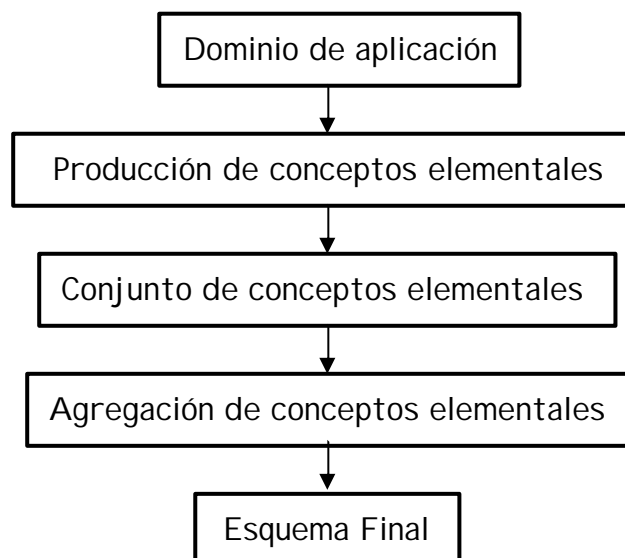 Dominio de aplicación
Producción de conceptos elementales
Conjunto de conceptos elementales
Agregación de conceptos elementales
Esquema Final